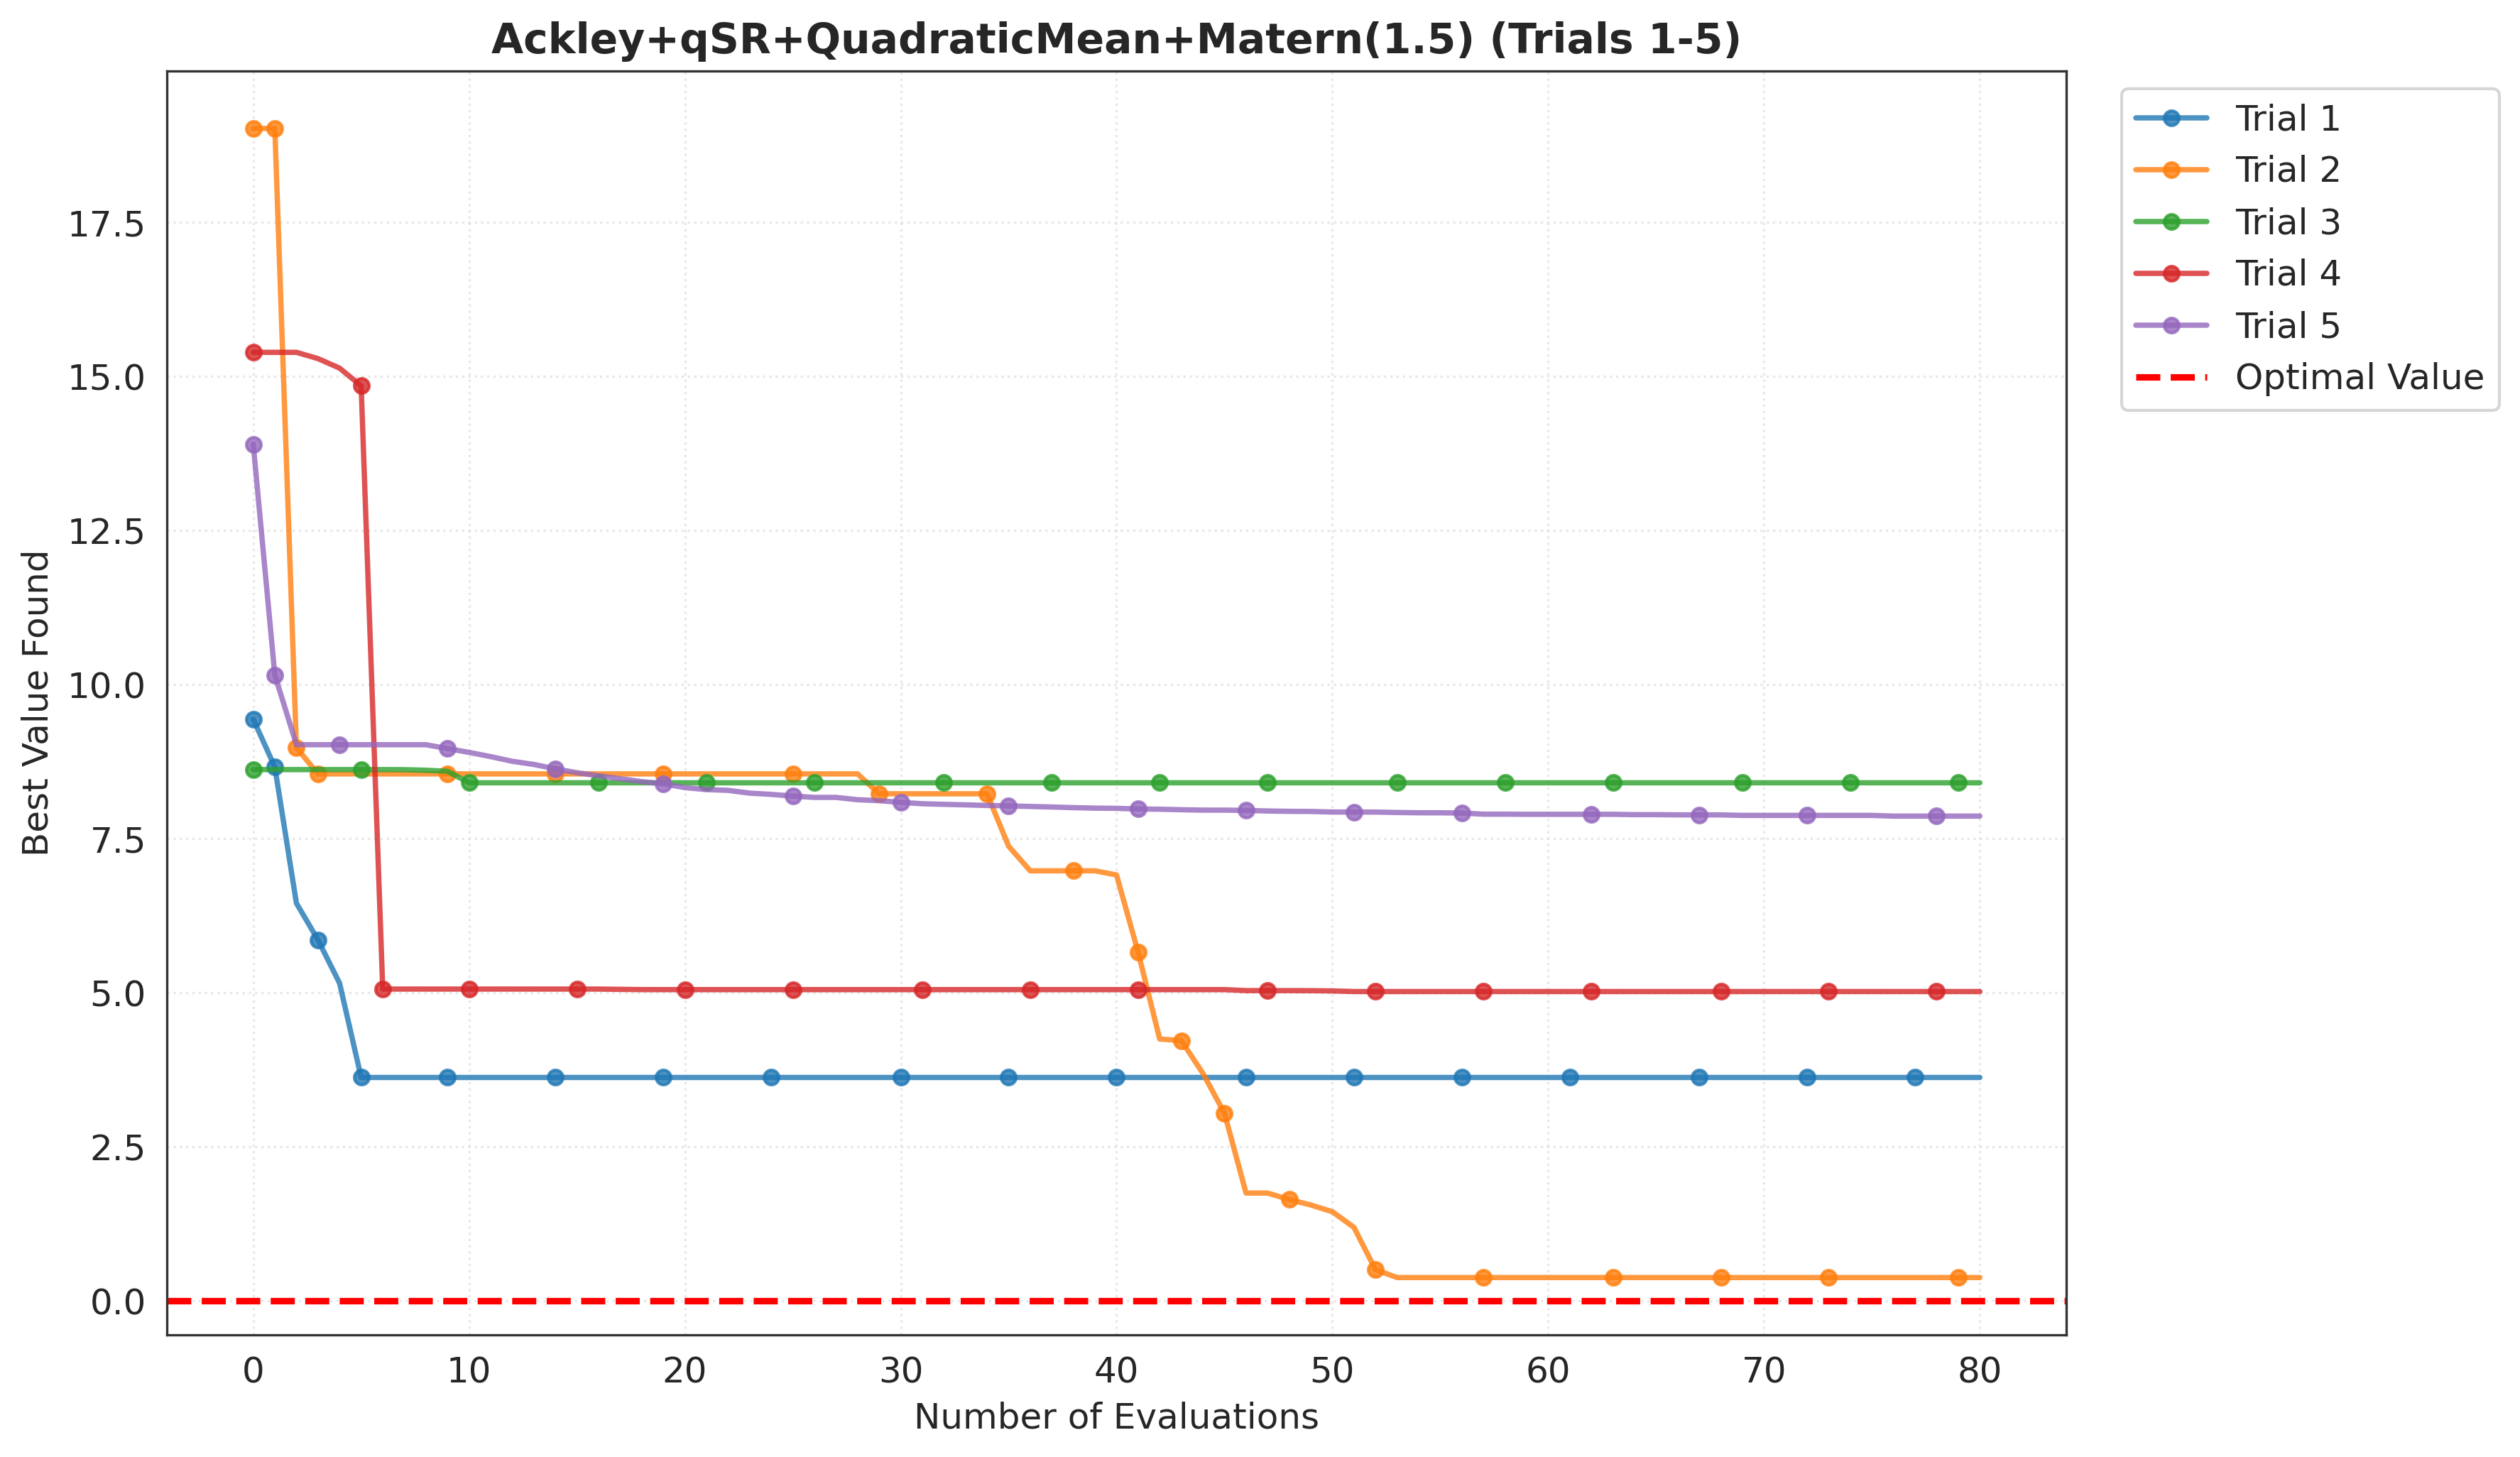 Ackley+qSR+QuadraticMean+Matern(1.5) (Trials 1-5)
Trial 1
Trial 2
Trial 3
Trial 4
Trial 5
Optimal Value
Best Value Found
17.5
15.0
12.5
10.0
7.5
5.0
2.5
0.0
0 10 20 30 40 50 60 70 80
Number of Evaluations